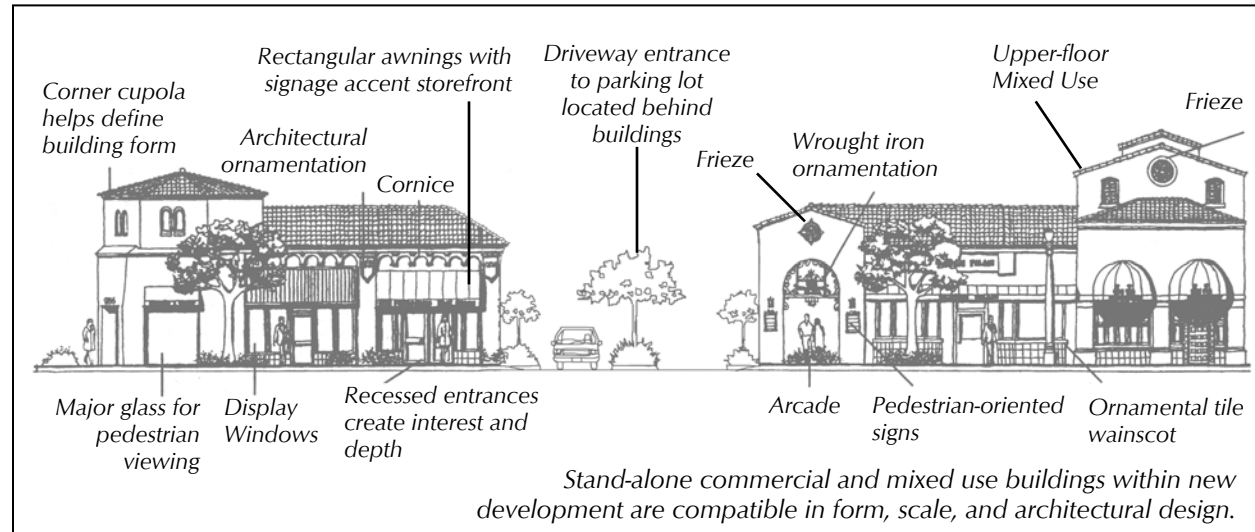 Corner cupola
helps define
building form
Architectural
ornamentation
Rectangular awnings with
signage accent storefront
Cornice
Driveway entrance
to parking lot
located behind
buildings
Frieze
Wrought iron
ornamentation
Upper-floor
Mixed Use
Frieze
Major glass for
pedestrian
viewing
Display
Windows
Recessed entrances
create interest and
depth
Arcade
Pedestrian-oriented
signs
Ornamental tile
wainscot
Stand-alone commercial and mixed use buildings within new
development are compatible in form, scale, and architectural design.